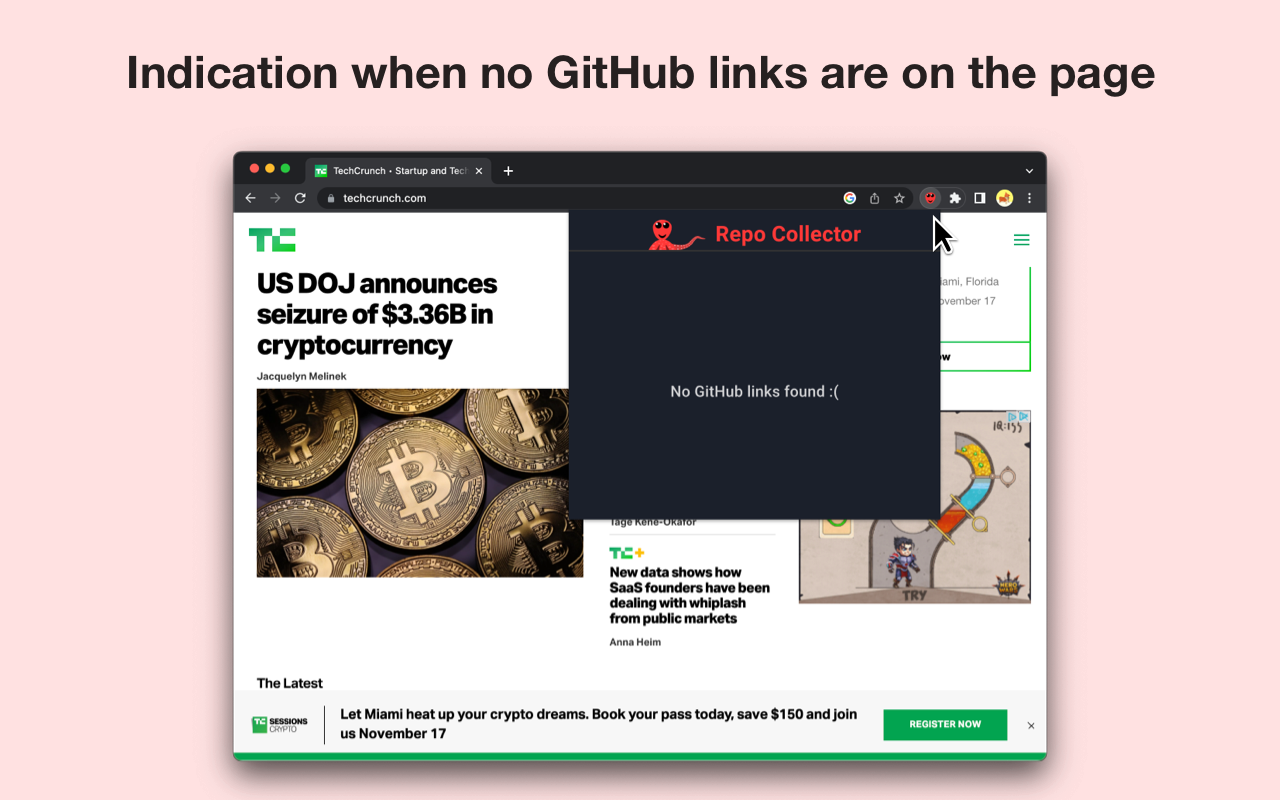 Indication when no GitHub links are on the page
TechCrunch • Startup and Tech
techcrunch.com
TC
Repo Collector
US DOJ announces
seizure of $3.36B in
cryptocurrency
Jacquelyn Melinek
No GitHub links found :(
iami, Florida
ovember 17
ow
IQ:155
TRY
HERO
WARS
Tage Kene-Okafor
TC+
New data shows how
SaaS founders have been
dealing with whiplash
from public markets
Anna Heim
The Latest
TC SESSIONS
CRYPTO
Let Miami heat up your crypto dreams. Book your pass today, save $150 and join
us November 17
REGISTER NOW